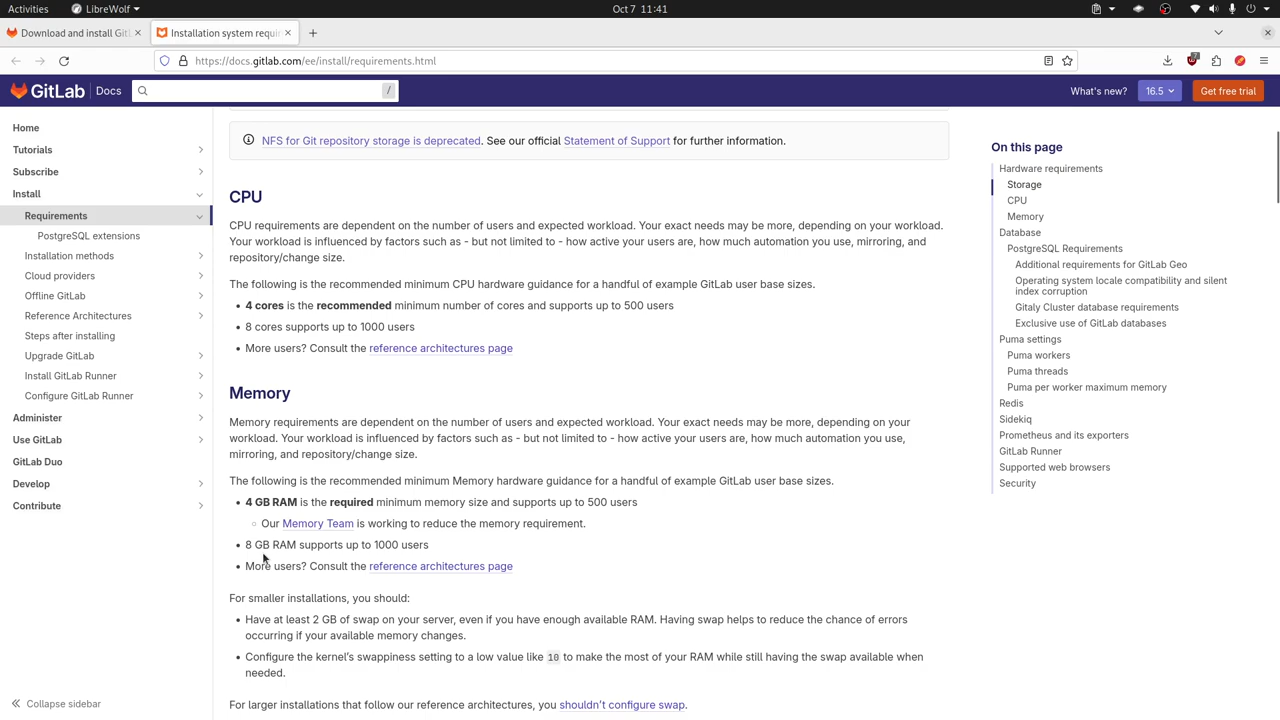 Activities
LibreWolf
Oct 7 11:41
Download and install GitL
Installation system requir
https://docs.gitlab.com/ee/install/requirements.html
7
GitLab
Docs
/
What's new?
16.5
Get free trial
Home
Tutorials
Subscribe
Install
Requirements
PostgreSQL extensions
Installation methods
Cloud providers
Offline GitLab
Reference Architectures
Steps after installing
Upgrade GitLab
Install GitLab Runner
Configure GitLab Runner
Administer
Use GitLab
GitLab Duo
Develop
Contribute
Collapse sidebar
NFS for Git repository storage is deprecated. See our official Statement of Support for further information.
CPU
CPU requirements are dependent on the number of users and expected workload. Your exact needs may be more, depending on your workload.
Your workload is influenced by factors such as - but not limited to - how active your users are, how much automation you use, mirroring, and
repository/change size.
The following is the recommended minimum CPU hardware guidance for a handful of example GitLab user base sizes.
• 4 cores is the recommended minimum number of cores and supports up to 500 users
• 8 cores supports up to 1000 users
• More users? Consult the reference architectures page
Memory
Memory requirements are dependent on the number of users and expected workload. Your exact needs may be more, depending on your
workload. Your workload is influenced by factors such as - but not limited to - how active your users are, how much automation you use,
mirroring, and repository/change size.
The following is the recommended minimum Memory hardware guidance for a handful of example GitLab user base sizes.
• 4 GB RAM is the required minimum memory size and supports up to 500 users
◦ Our Memory Team is working to reduce the memory requirement.
• 8 GB RAM supports up to 1000 users
• More users? Consult the reference architectures page
For smaller installations, you should:
• Have at least 2 GB of swap on your server, even if you have enough available RAM. Having swap helps to reduce the chance of errors
occurring if your available memory changes.
• Configure the kernel's swappiness setting to a low value like 10 to make the most of your RAM while still having the swap available when
needed.
For larger installations that follow our reference architectures, you shouldn't configure swap.
On this page
Hardware requirements
Storage
CPU
Memory
Database
PostgreSQL Requirements
Additional requirements for GitLab Geo
Operating system locale compatibility and silent
index corruption
Gitaly Cluster database requirements
Exclusive use of GitLab databases
Puma settings
Puma workers
Puma threads
Puma per worker maximum memory
Redis
Sidekiq
Prometheus and its exporters
GitLab Runner
Supported web browsers
Security